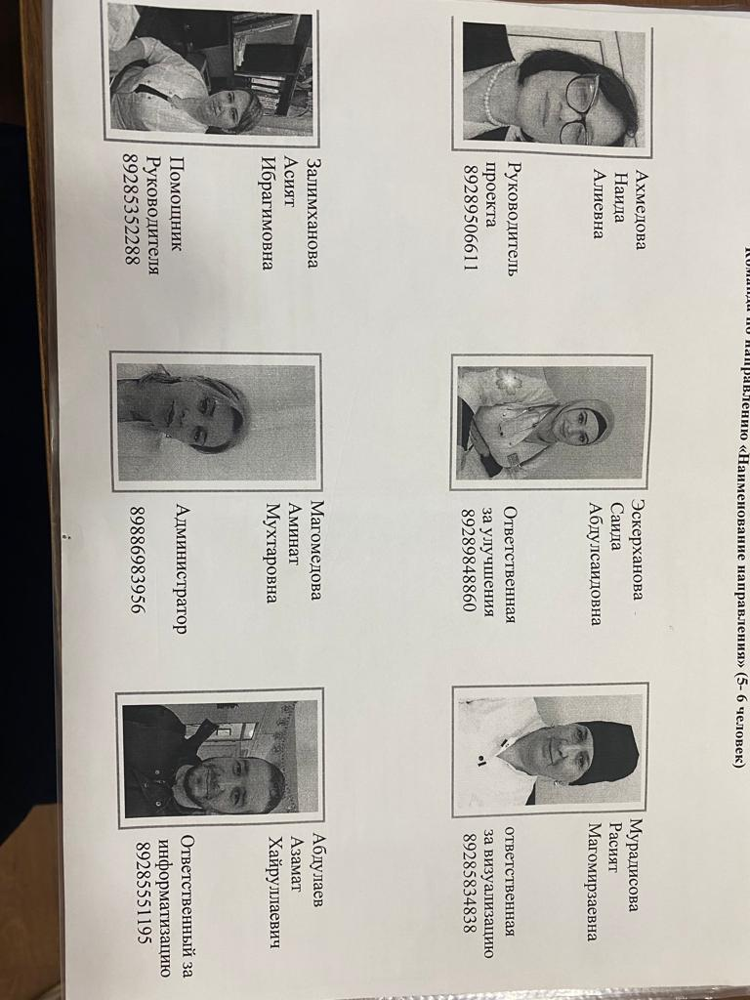 Команда по направлению «Наименование направления» (5- 6 человек)
Ахмедова
Наида
Алиевна
Руководитель
проекта
89289506611
Эскерханова
Саида
Абдулсаидовна
Ответственная
за улучшения
89289848860
Мурадисова
Расият
Магомирзаевна
ответственная
за визуализацию
89285834838
Залимханова
Асият
Ибрагимовна
Помощник
Руководителя
89285352288
Магомедова
Аминат
Мухтаровна
Администратор
89886983956
Абдулаев
Азамат
Хайруллаевич
Ответственный за
информатизацию
89285551195